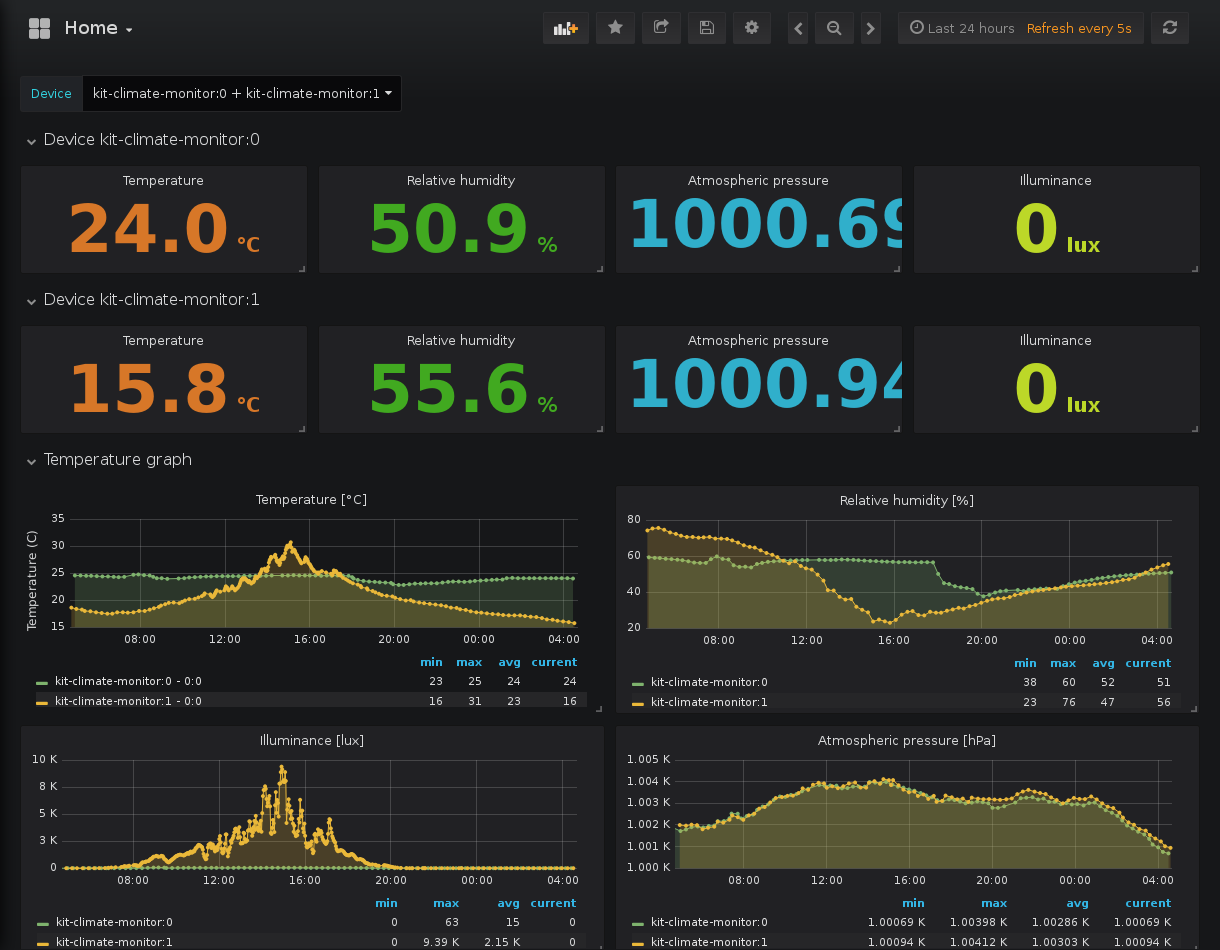 Home
Last 24 hours Refresh every 5s
Device kit-climate-monitor:0 + kit-climate-monitor:1
Device kit-climate-monitor:0
Temperature
24.0 °C
Relative humidity
50.9 %
Atmospheric pressure
1000.69
Illuminance
0 lux
Device kit-climate-monitor:1
Temperature
15.8 °C
Relative humidity
55.6 %
Atmospheric pressure
1000.94
Illuminance
0 lux
Temperature graph
Temperature [°C]
Temperature (C)
35
30
25
20
15
08:00 12:00 16:00 20:00 00:00 04:00
min max avg current
kit-climate-monitor:0 - 0:0 23 25 24 24
kit-climate-monitor:1 - 0:0 16 31 23 16
Relative humidity [%]
80
60
40
20
08:00 12:00 16:00 20:00 00:00 04:00
min max avg current
kit-climate-monitor:0 38 60 52 51
kit-climate-monitor:1 23 76 47 56
Illuminance [lux]
10 K
8 K
5 K
3 K
0
08:00 12:00 16:00 20:00 00:00 04:00
min max avg current
kit-climate-monitor:0 0 63 15 0
kit-climate-monitor:1 0 9.39 K 2.15 K 0
Atmospheric pressure [hPa]
1.005 K
1.004 K
1.003 K
1.002 K
1.001 K
1.000 K
08:00 12:00 16:00 20:00 00:00 04:00
min max avg current
kit-climate-monitor:0 1.00069 K 1.00398 K 1.00286 K 1.00069 K
kit-climate-monitor:1 1.00094 K 1.00412 K 1.00303 K 1.00094 K